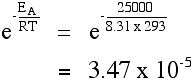 e^-E_A/RT = e^-25000/8.31 x 293
= 3.47 x 10^-5